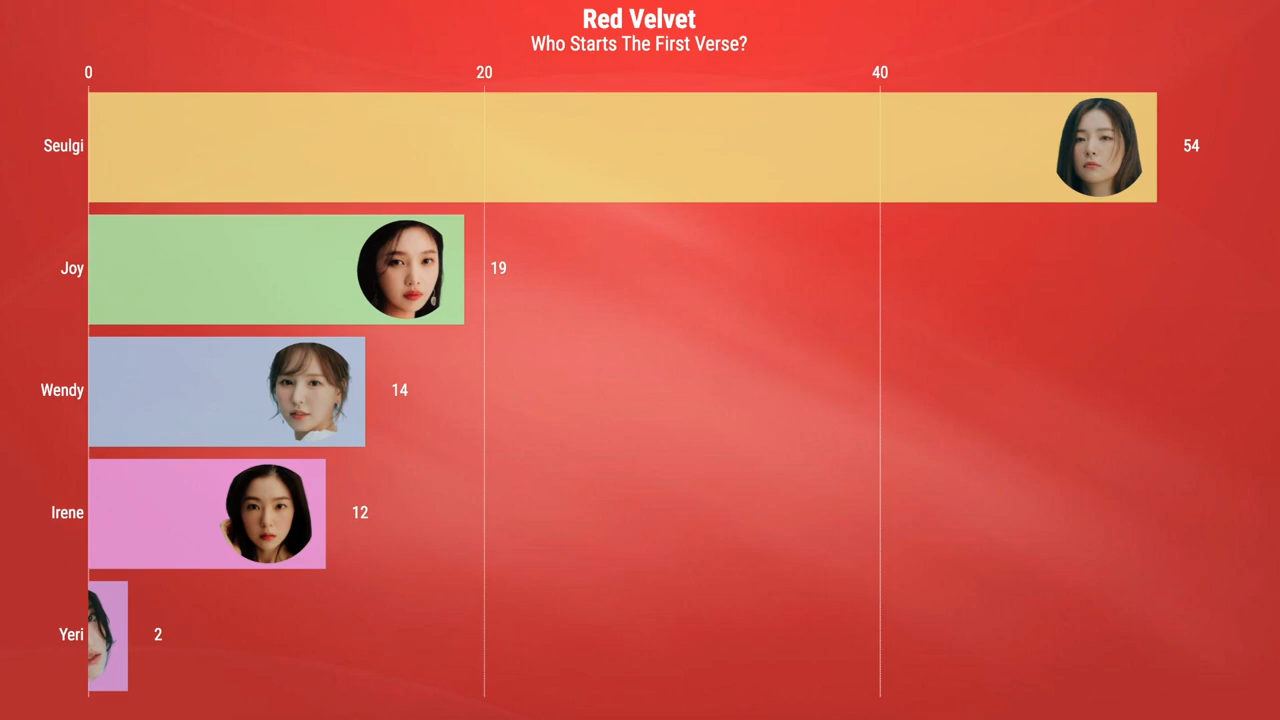 Red Velvet
Who Starts The First Verse?
0 20 40
Seulgi 54
Joy 19
Wendy 14
Irene 12
Yeri 2